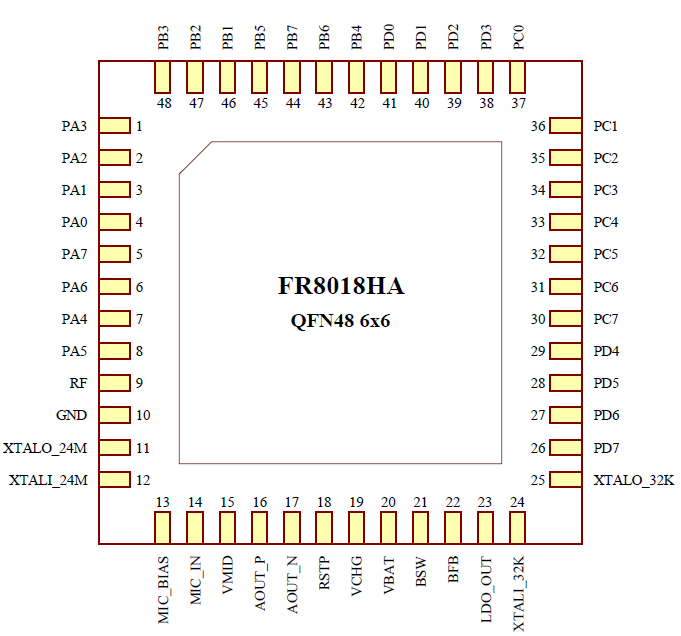 PB3 PB2 PB1 PB5 PB7 PB6 PB4 PD0 PD1 PD2 PD3 PC0
48 47 46 45 44 43 42 41 40 39 38 37
PA3 1 36 PC1
PA2 2 35 PC2
PA1 3 34 PC3
PA0 4 33 PC4
PA7 5 32 PC5
FR8018HA
PA6 6 31 PC6
QFN48 6x6
PA4 7 30 PC7
PA5 8 29 PD4
RF 9 28 PD5
GND 10 27 PD6
XTALO_24M 11 26 PD7
XTALI_24M 12 25 XTALO_32K
13 14 15 16 17 18 19 20 21 22 23 24
MIC_BIAS MIC_IN VMID AOUT_P AOUT_N RSTP VCHG VBAT BSW BFB LDO_OUT XTALI_32K